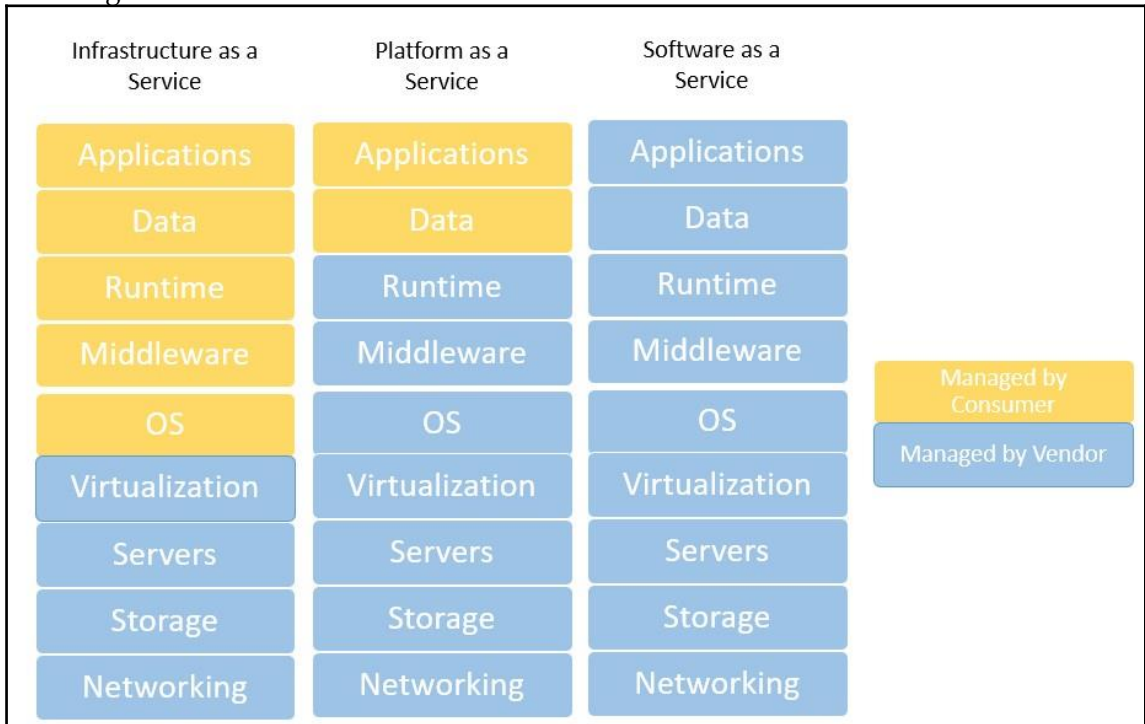 Infrastructure as a
Service
Platform as a
Service
Software as a
Service
Applications
Applications
Applications
Data
Data
Data
Runtime
Runtime
Runtime
Middleware
Middleware
Middleware
Managed by
Consumer
OS
OS
OS
Managed by Vendor
Virtualization
Virtualization
Virtualization
Servers
Servers
Servers
Storage
Storage
Storage
Networking
Networking
Networking